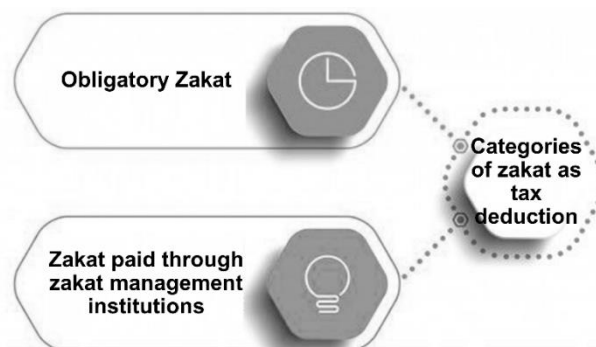 Obligatory Zakat
Categories
of zakat as
tax
deduction
Zakat paid through
zakat management
institutions